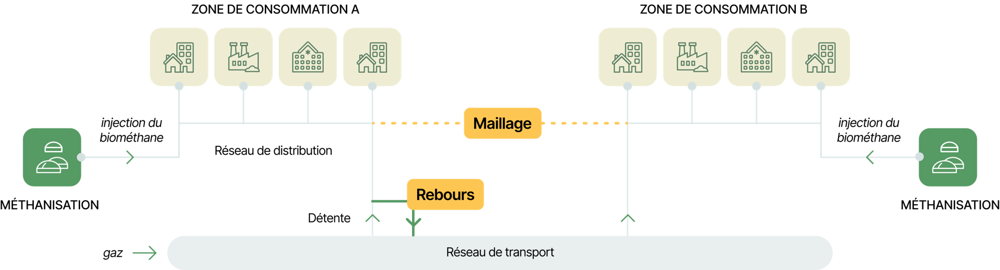 ZONE DE CONSOMMATION A
ZONE DE CONSOMMATION B
injection du
biométhane
Maillage
injection du
biométhane
Réseau de distribution
Rebours
MÉTHANISATION
MÉTHANISATION
Détente
gaz
Réseau de transport